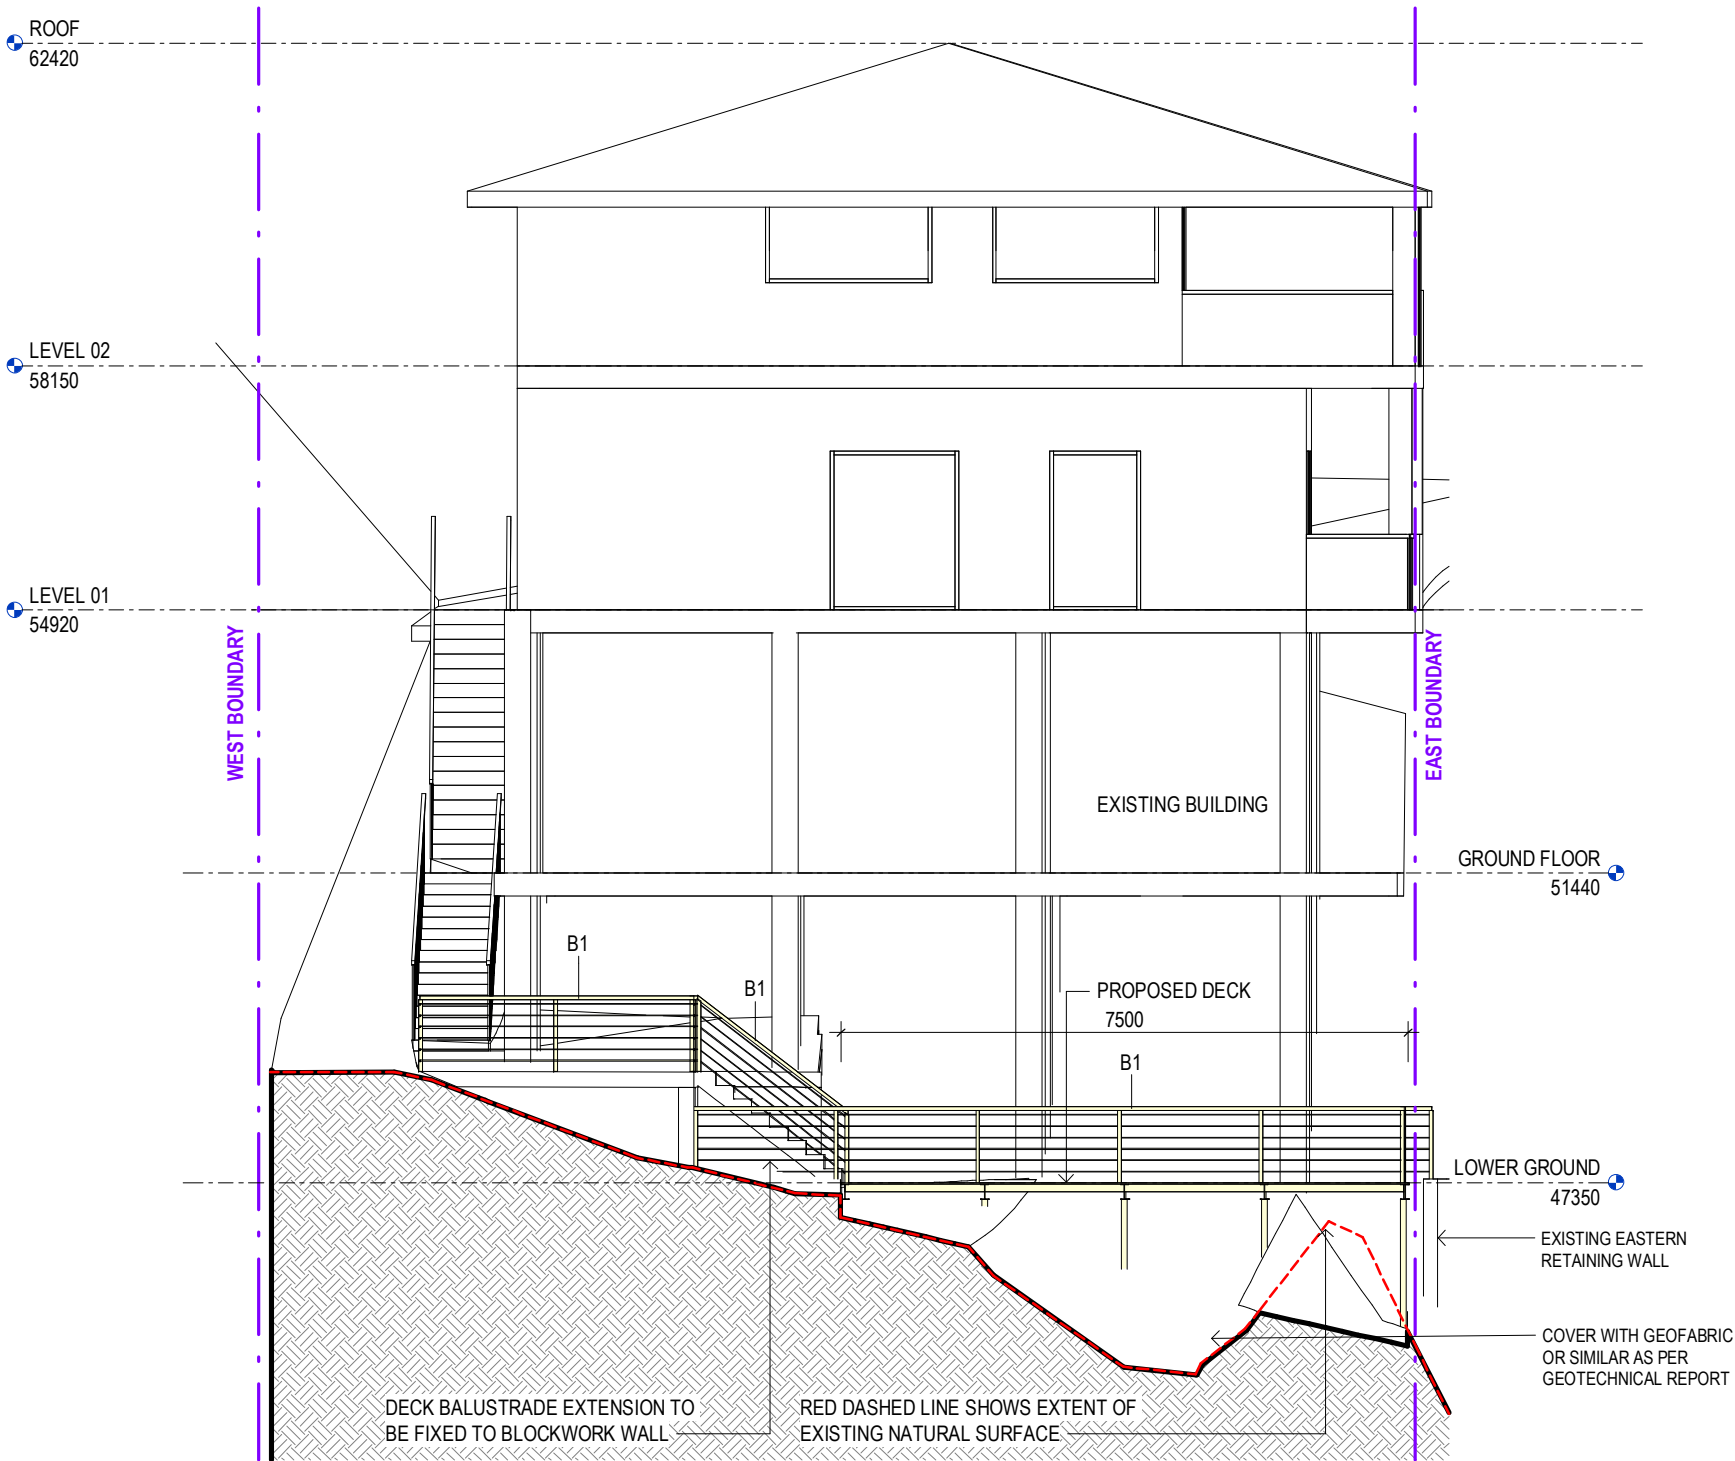 ROOF
62420
LEVEL 02
58150
LEVEL 01
54920
WEST BOUNDARY
EAST BOUNDARY
EXISTING BUILDING
GROUND FLOOR
51440
B1
B1
PROPOSED DECK
7500
B1
LOWER GROUND
47350
EXISTING EASTERN
RETAINING WALL
COVER WITH GEOFABRIC
OR SIMILAR AS PER
GEOTECHNICAL REPORT
DECK BALUSTRADE EXTENSION TO
BE FIXED TO BLOCKWORK WALL
RED DASHED LINE SHOWS EXTENT OF
EXISTING NATURAL SURFACE